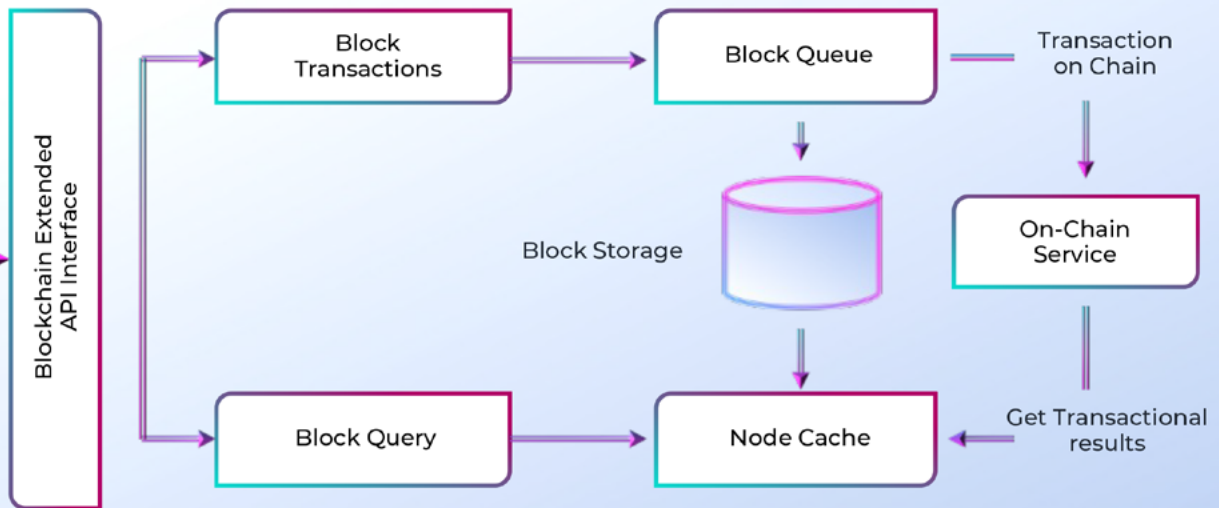 Blockchain Extended
API Interface
Block
Transactions
Block Queue
Transaction
on Chain
Block Storage
On-Chain
Service
Block Query
Node Cache
Get Transactional
results